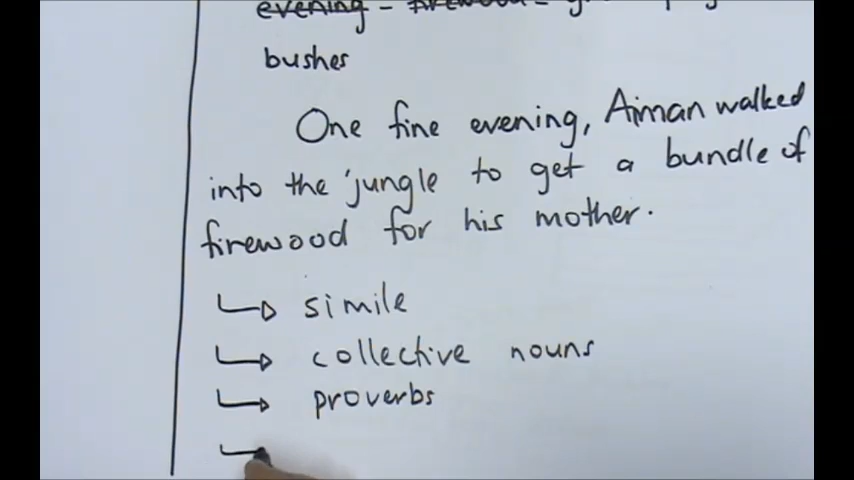 evening -
bushes
One fine evening, Aiman walked
into the jungle to get a bundle of
firewood for his mother.
simile
collective nouns
proverbs